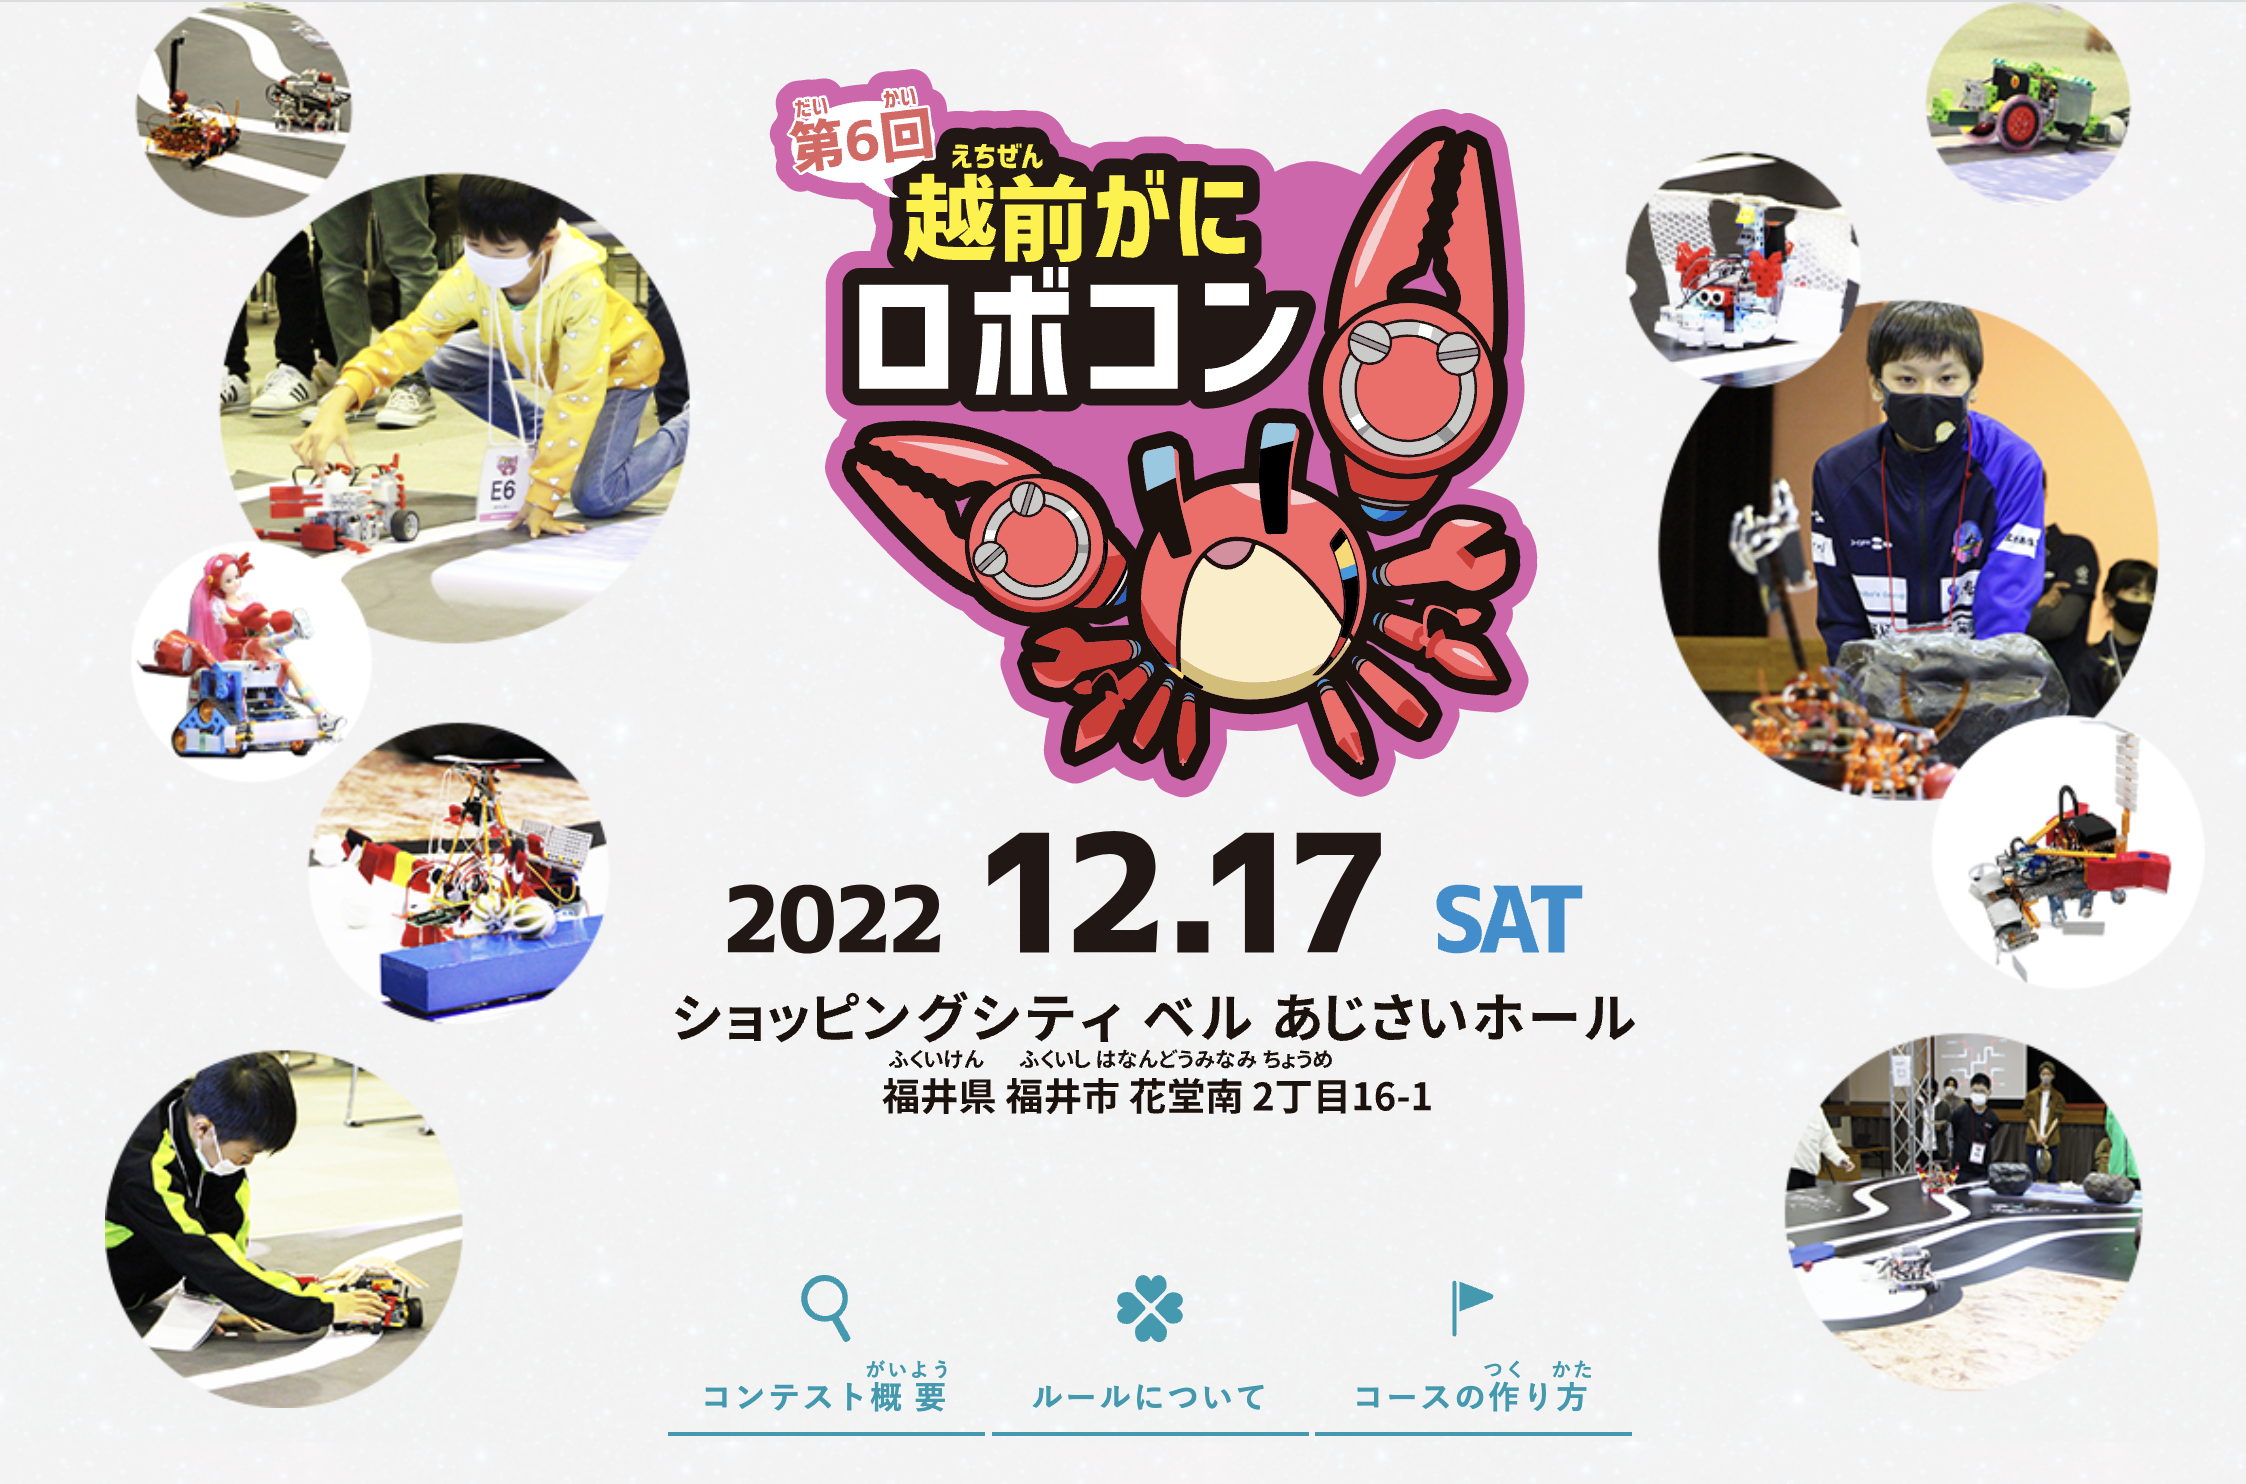 だい かい
第6回
えちぜん
越前がに
ロボコン
E6
2022 12.17 SAT
ショッピングシティ ベル あじさいホール
ふくいけん ふくいし はなんどうみなみ ちょうめ
福井県 福井市 花堂南 2丁目16-1
がいよう
コンテスト概要
ルールについて
つく かた
コースの作り方